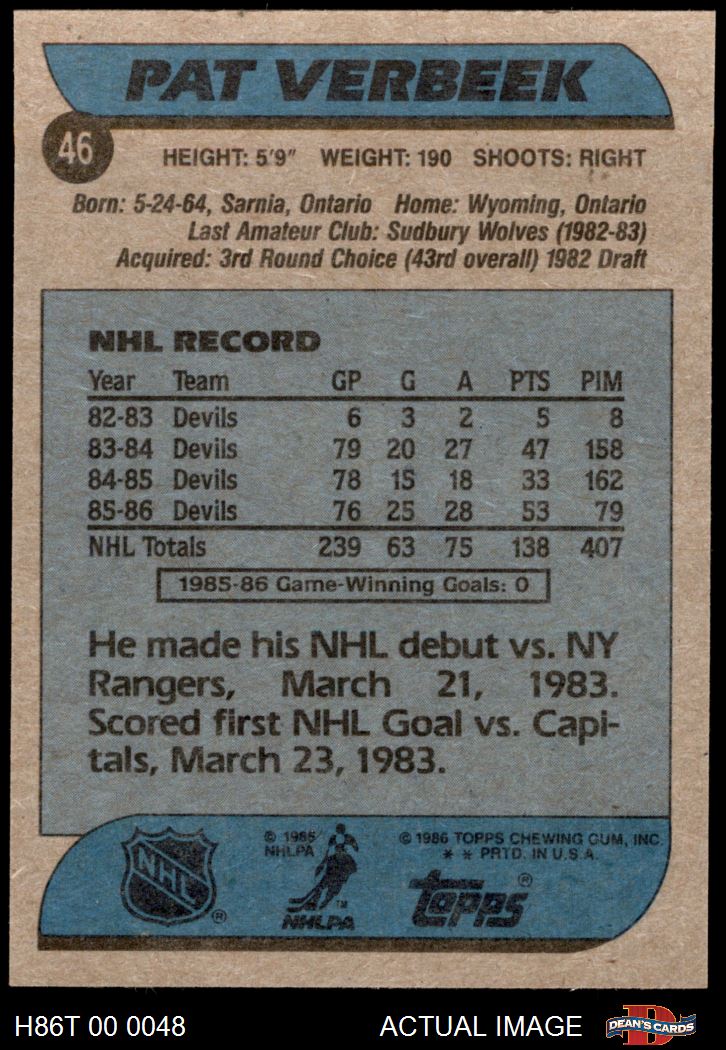 PAT VERBEEK
46
HEIGHT: 5'9" WEIGHT: 190 SHOOTS: RIGHT
Born: 5-24-64, Sarnia, Ontario Home: Wyoming, Ontario
Last Amateur Club: Sudbury Wolves (1982-83)
Acquired: 3rd Round Choice (43rd overall) 1982 Draft
NHL RECORD
Year Team GP G A PTS PIM
82-83 Devils 6 3 2 5 8
83-84 Devils 79 20 27 47 158
84-85 Devils 78 15 18 33 162
85-86 Devils 76 25 28 53 79
NHL Totals 239 63 75 138 407
1985-86 Game-Winning Goals: 0
He made his NHL debut vs. NY
Rangers, March 21, 1983.
Scored first NHL Goal vs. Capi-
tals, March 23, 1983.
NHL ®
© 1985
NHLPA
NHLPA ™
© 1986 TOPPS CHEWING GUM, INC.
* * PRTD. IN U.S.A.
topps ®
H86T 00 0048 ACTUAL IMAGE
D DEAN'S CARDS